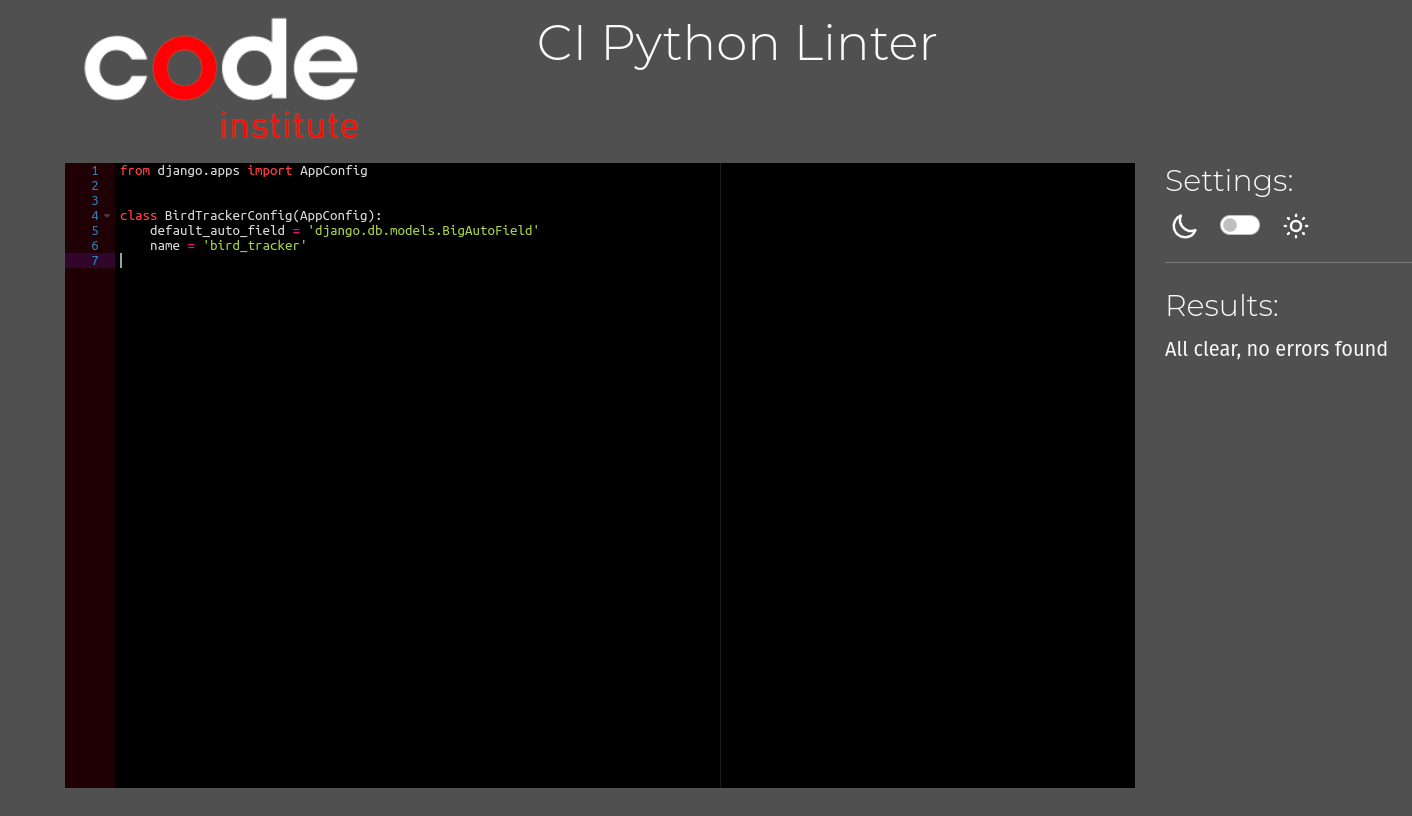 code
institute
CI Python Linter
1 from django.apps import AppConfig
2
3
4 class BirdTrackerConfig(AppConfig):
5     default_auto_field = 'django.db.models.BigAutoField'
6     name = 'bird_tracker'
7
Settings:
Results:
All clear, no errors found